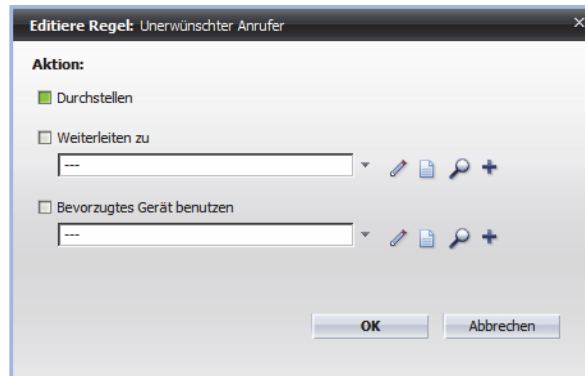 Editiere Regel: Unerwünschter Anrufer
Aktion:
Durchstellen
Weiterleiten zu
---
Bevorzugtes Gerät benutzen
---
OK Abbrechen